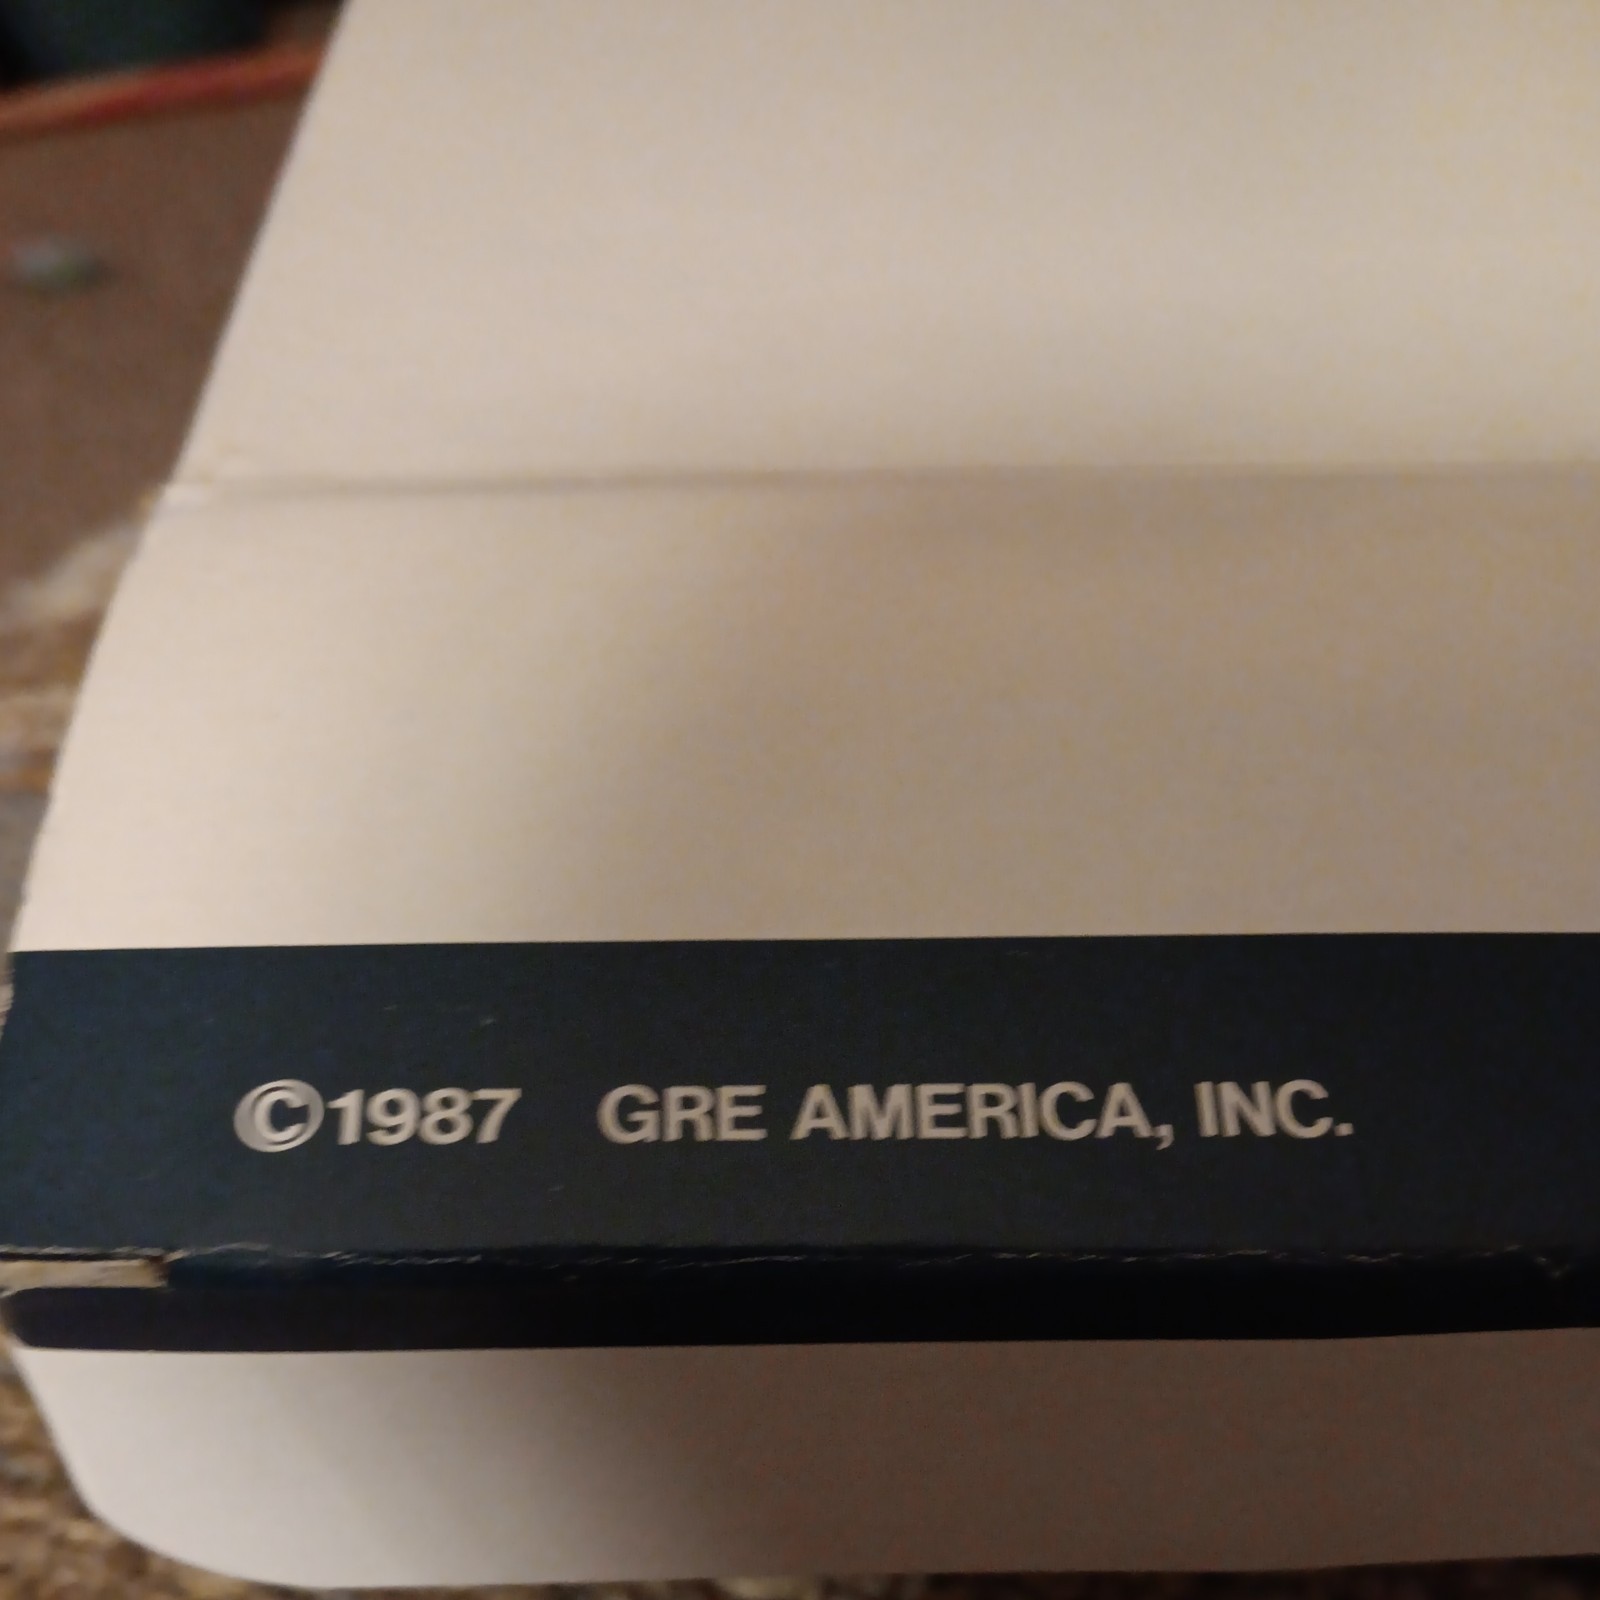 ©1987 GRE AMERICA, INC.